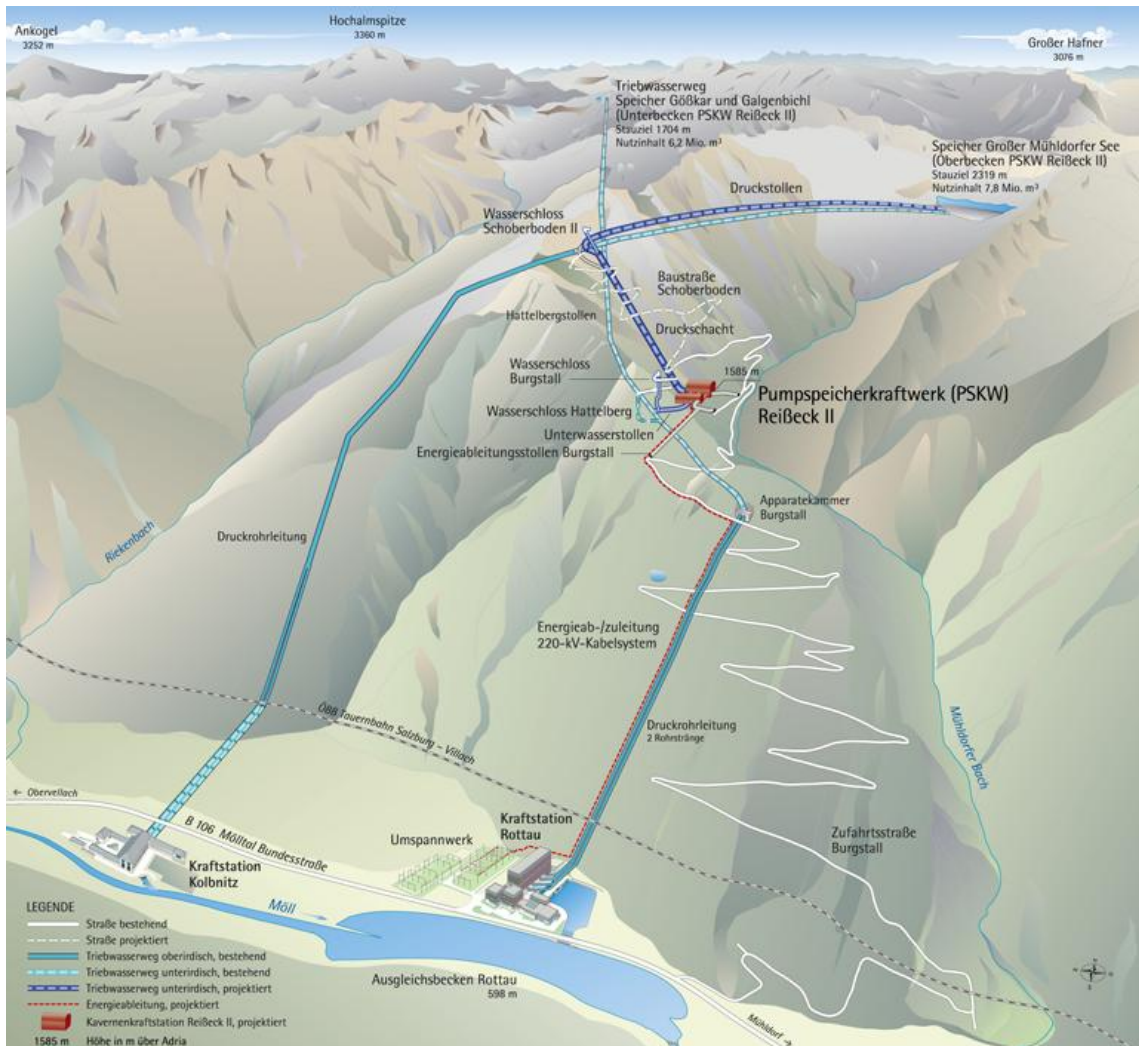 Ankogel
3252 m
Hochalmspitze
3360 m
Großer Hafner
3076 m
Triebwasserweg
Speicher Gößkar und Galgenbichl
(Unterbecken PSKW Reißeck II)
Stauziel 1704 m
Nutzinhalt 6,2 Mio. m³
Speicher Großer Mühldorfer See
(Oberbecken PSKW Reißeck II)
Stauziel 2319 m
Nutzinhalt 7,8 Mio. m³
Druckstollen
Wasserschloss
Schoberboden II
Baustraße
Schoberboden
Hattelbergstollen
Druckschacht
Wasserschloss
Burgstall
1585 m
Pumpspeicherkraftwerk (PSKW)
Reißeck II
Wasserschloss Hattelberg
Unterwasserstollen
Energieableitungsstollen Burgstall
Apparatekammer
Burgstall
Druckrohrleitung
Riekenbach
Energieab-/zuleitung
220-kV-Kabelsystem
ÖBB Tauernbahn Salzburg – Villach
Druckrohrleitung
2 Rohrstränge
Mühldorfer Bach
← Obervellach
B 106 Mölltal Bundesstraße
Kraftstation
Rottau
Umspannwerk
Zufahrtsstraße
Burgstall
Kraftstation
Kolbnitz
Möll
Ausgleichsbecken Rottau
598 m
Mühldorf →
N
S
LEGENDE
Straße bestehend
Straße projektiert
Triebwasserweg oberirdisch, bestehend
Triebwasserweg unterirdisch, bestehend
Triebwasserweg unterirdisch, projektiert
Energieableitung, projektiert
Kavernenkraftstation Reißeck II, projektiert
1585 m Höhe in m über Adria